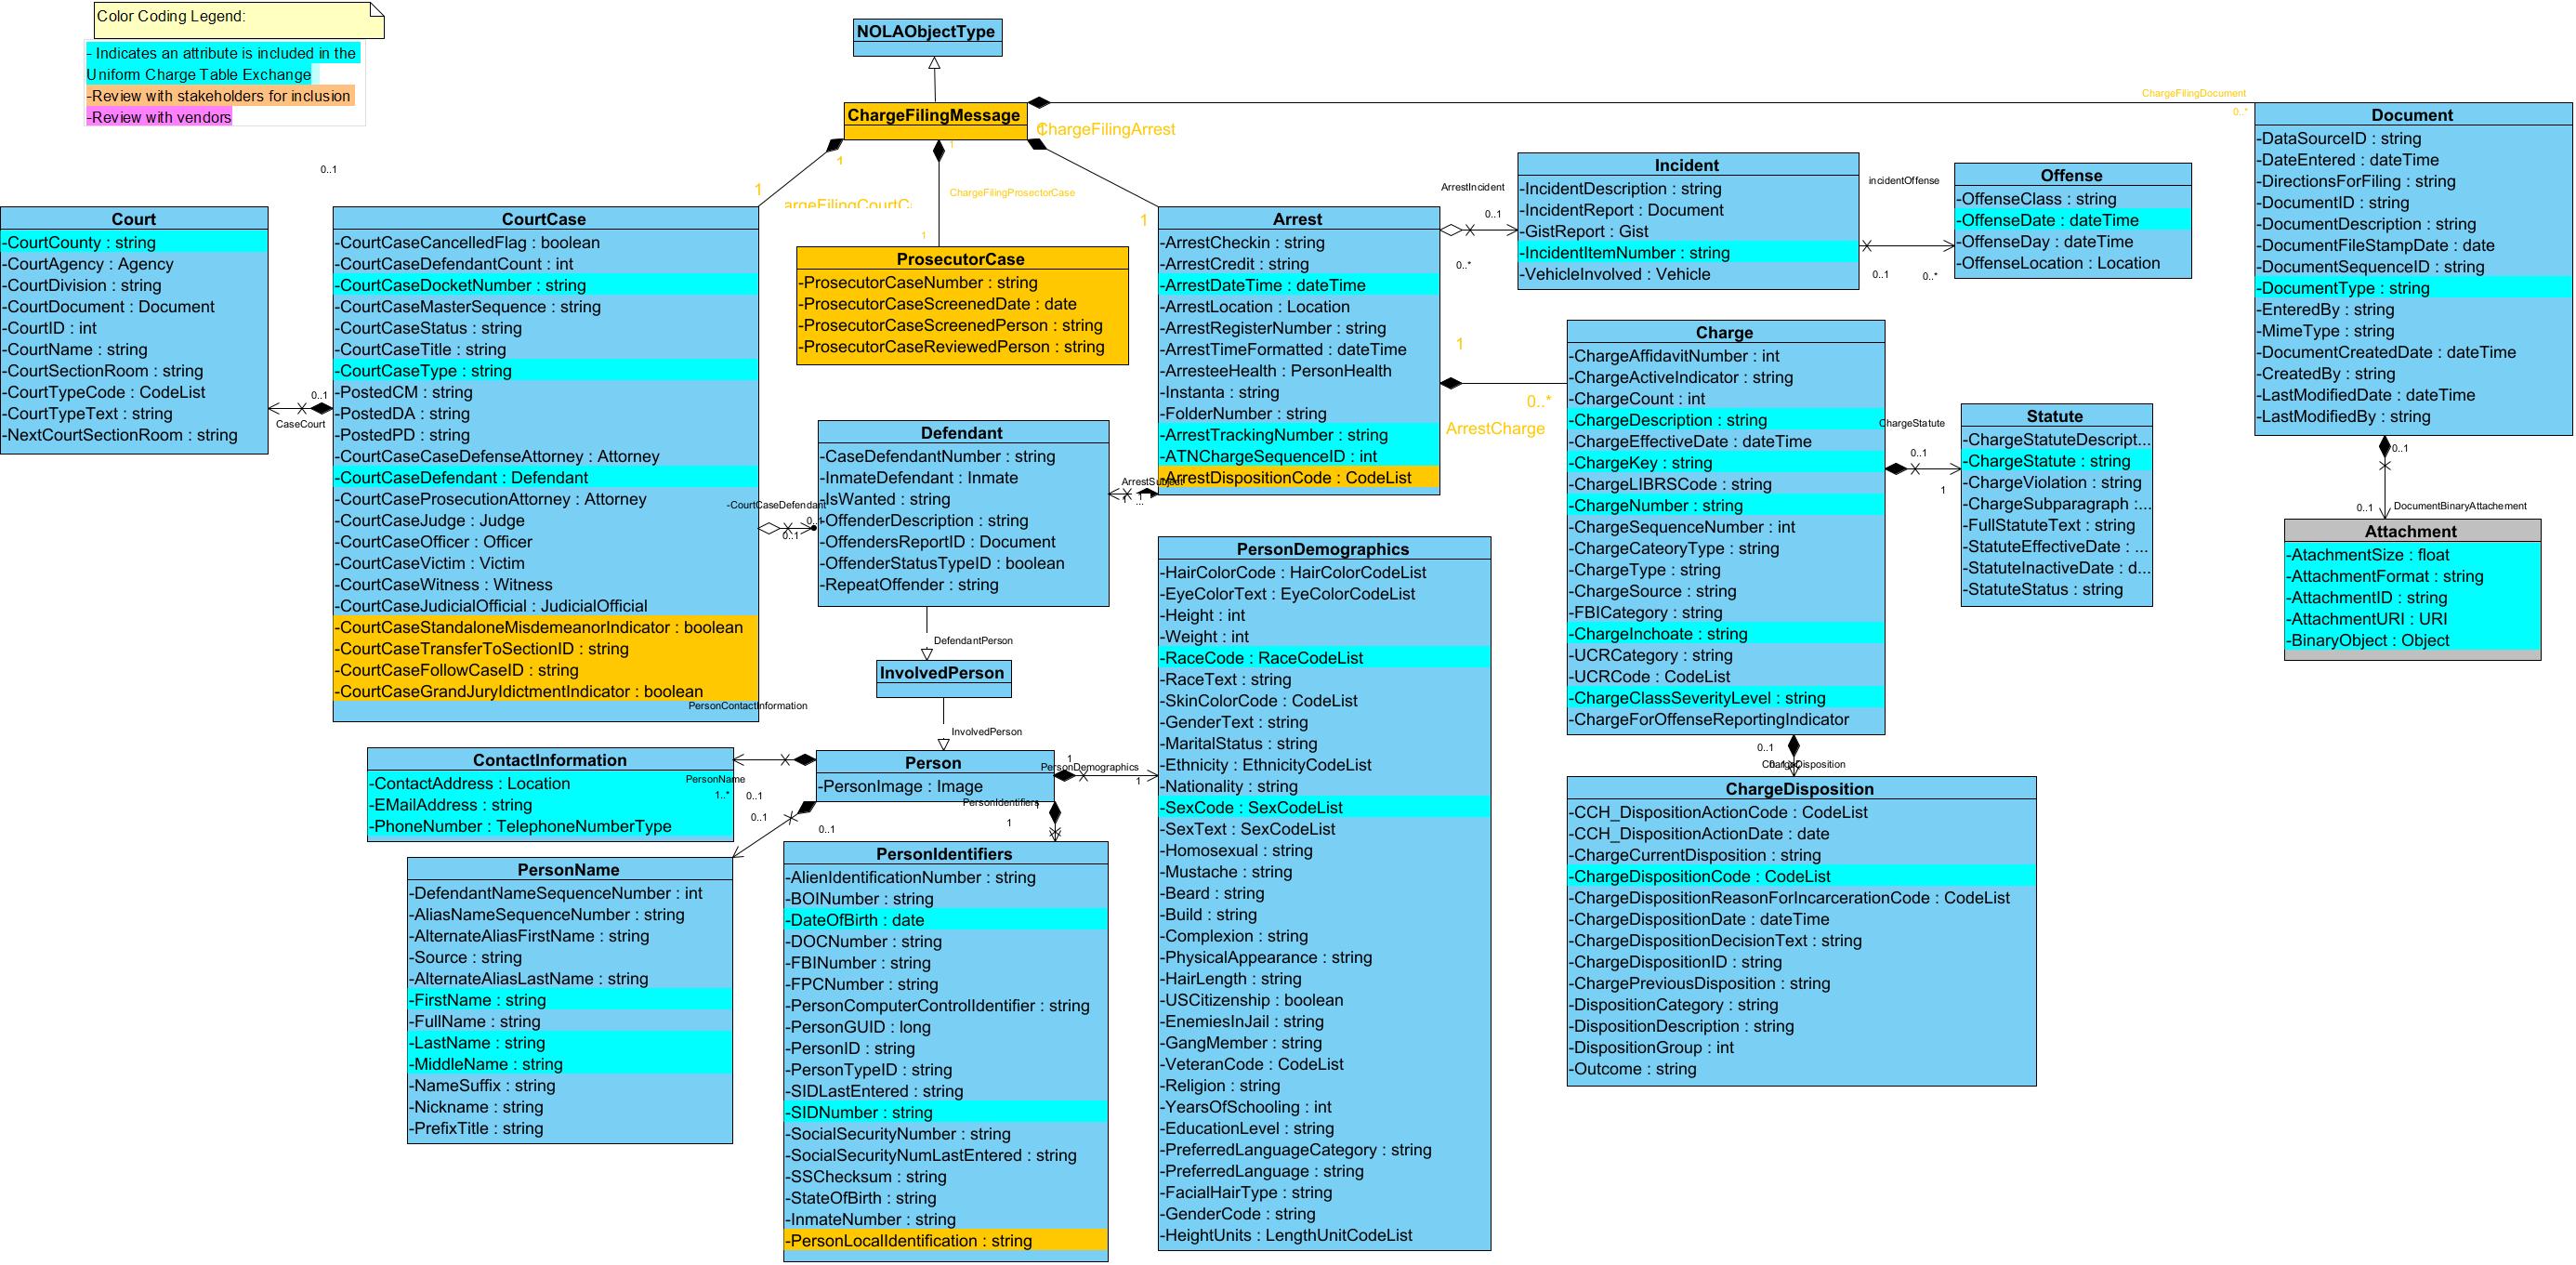 Color Coding Legend:
- Indicates an attribute is included in the
Uniform Charge Table Exchange
-Review with stakeholders for inclusion
-Review with vendors
NOLAObjectType
ChargeFilingMessage
1
1
ChargeFilingArrest
1
ChargeFilingDocument
0..*
0..1
1
ChargeFilingProsectorCase
1
1
Court
-CourtCounty : string
-CourtAgency : Agency
-CourtDivision : string
-CourtDocument : Document
-CourtID : int
-CourtName : string
-CourtSectionRoom : string
-CourtTypeCode : CodeList
-CourtTypeText : string
-NextCourtSectionRoom : string
0..1
CaseCourt
CourtCase
-CourtCaseCancelledFlag : boolean
-CourtCaseDefendantCount : int
-CourtCaseDocketNumber : string
-CourtCaseMasterSequence : string
-CourtCaseStatus : string
-CourtCaseTitle : string
-CourtCaseType : string
-PostedCM : string
-PostedDA : string
-PostedPD : string
-CourtCaseCaseDefenseAttorney : Attorney
-CourtCaseDefendant : Defendant
-CourtCaseProsecutionAttorney : Attorney
-CourtCaseJudge : Judge
-CourtCaseOfficer : Officer
-CourtCaseVictim : Victim
-CourtCaseWitness : Witness
-CourtCaseJudicialOfficial : JudicialOfficial
-CourtCaseStandaloneMisdemeanorIndicator : boolean
-CourtCaseTransferToSectionID : string
-CourtCaseFollowCaseID : string
-CourtCaseGrandJuryIdictmentIndicator : boolean
ProsecutorCase
-ProsecutorCaseNumber : string
-ProsecutorCaseScreenedDate : date
-ProsecutorCaseScreenedPerson : string
-ProsecutorCaseReviewedPerson : string
Arrest
-ArrestCheckin : string
-ArrestCredit : string
-ArrestDateTime : dateTime
-ArrestLocation : Location
-ArrestRegisterNumber : string
-ArrestTimeFormatted : dateTime
-ArresteeHealth : PersonHealth
-Instanta : string
-FolderNumber : string
-ArrestTrackingNumber : string
-ATNChargeSequenceID : int
-ArrestDispositionCode : CodeList
ArrestIncident
0..1
0..*
Incident
-IncidentDescription : string
-IncidentReport : Document
-GistReport : Gist
-IncidentItemNumber : string
-VehicleInvolved : Vehicle
incidentOffense
0..1
0..*
Offense
-OffenseClass : string
-OffenseDate : dateTime
-OffenseDay : dateTime
-OffenseLocation : Location
Document
-DataSourceID : string
-DateEntered : dateTime
-DirectionsForFiling : string
-DocumentID : string
-DocumentDescription : string
-DocumentFileStampDate : date
-DocumentSequenceID : string
-DocumentType : string
-EnteredBy : string
-MimeType : string
-DocumentCreatedDate : dateTime
-CreatedBy : string
-LastModifiedDate : dateTime
-LastModifiedBy : string
0..1
0..1
DocumentBinaryAttachement
Attachment
-AtachmentSize : float
-AttachmentFormat : string
-AttachmentID : string
-AttachmentURI : URI
-BinaryObject : Object
1
0..*
ArrestCharge
Charge
-ChargeAffidavitNumber : int
-ChargeActiveIndicator : string
-ChargeCount : int
-ChargeDescription : string
-ChargeEffectiveDate : dateTime
-ChargeKey : string
-ChargeLIBRSCode : string
-ChargeNumber : string
-ChargeSequenceNumber : int
-ChargeCateoryType : string
-ChargeType : string
-ChargeSource : string
-FBICategory : string
-ChargeInchoate : string
-UCRCategory : string
-UCRCode : CodeList
-ChargeClassSeverityLevel : string
-ChargeForOffenseReportingIndicator
ChargeStatute
0..1
1
Statute
-ChargeStatuteDescript...
-ChargeStatute : string
-ChargeViolation : string
-ChargeSubparagraph :...
-FullStatuteText : string
-StatuteEffectiveDate : ...
-StatuteInactiveDate : d...
-StatuteStatus : string
0..1
ChargeDisposition
ChargeDisposition
-CCH_DispositionActionCode : CodeList
-CCH_DispositionActionDate : date
-ChargeCurrentDisposition : string
-ChargeDispositionCode : CodeList
-ChargeDispositionReasonForIncarcerationCode : CodeList
-ChargeDispositionDate : dateTime
-ChargeDispositionDecisionText : string
-ChargeDispositionID : string
-ChargePreviousDisposition : string
-DispositionCategory : string
-DispositionDescription : string
-DispositionGroup : int
-Outcome : string
ArrestSubject
-CourtCaseDefendant
0..1
Defendant
-CaseDefendantNumber : string
-InmateDefendant : Inmate
-IsWanted : string
-OffenderDescription : string
-OffendersReportID : Document
-OffenderStatusTypeID : boolean
-RepeatOffender : string
DefendantPerson
InvolvedPerson
InvolvedPerson
Person
-PersonImage : Image
PersonContactInformation
PersonName
1..*
0..1
0..1
0..1
PersonDemographics
1
1
PersonIdentifiers
1
ContactInformation
-ContactAddress : Location
-EMailAddress : string
-PhoneNumber : TelephoneNumberType
PersonName
-DefendantNameSequenceNumber : int
-AliasNameSequenceNumber : string
-AlternateAliasFirstName : string
-Source : string
-AlternateAliasLastName : string
-FirstName : string
-FullName : string
-LastName : string
-MiddleName : string
-NameSuffix : string
-Nickname : string
-PrefixTitle : string
PersonIdentifiers
-AlienIdentificationNumber : string
-BOINumber : string
-DateOfBirth : date
-DOCNumber : string
-FBINumber : string
-FPCNumber : string
-PersonComputerControlIdentifier : string
-PersonGUID : long
-PersonID : string
-PersonTypeID : string
-SIDLastEntered : string
-SIDNumber : string
-SocialSecurityNumber : string
-SocialSecurityNumLastEntered : string
-SSChecksum : string
-StateOfBirth : string
-InmateNumber : string
-PersonLocalIdentification : string
PersonDemographics
-HairColorCode : HairColorCodeList
-EyeColorText : EyeColorCodeList
-Height : int
-Weight : int
-RaceCode : RaceCodeList
-RaceText : string
-SkinColorCode : CodeList
-GenderText : string
-MaritalStatus : string
-Ethnicity : EthnicityCodeList
-Nationality : string
-SexCode : SexCodeList
-SexText : SexCodeList
-Homosexual : string
-Mustache : string
-Beard : string
-Build : string
-Complexion : string
-PhysicalAppearance : string
-HairLength : string
-USCitizenship : boolean
-EnemiesInJail : string
-GangMember : string
-VeteranCode : CodeList
-Religion : string
-YearsOfSchooling : int
-EducationLevel : string
-PreferredLanguageCategory : string
-PreferredLanguage : string
-FacialHairType : string
-GenderCode : string
-HeightUnits : LengthUnitCodeList